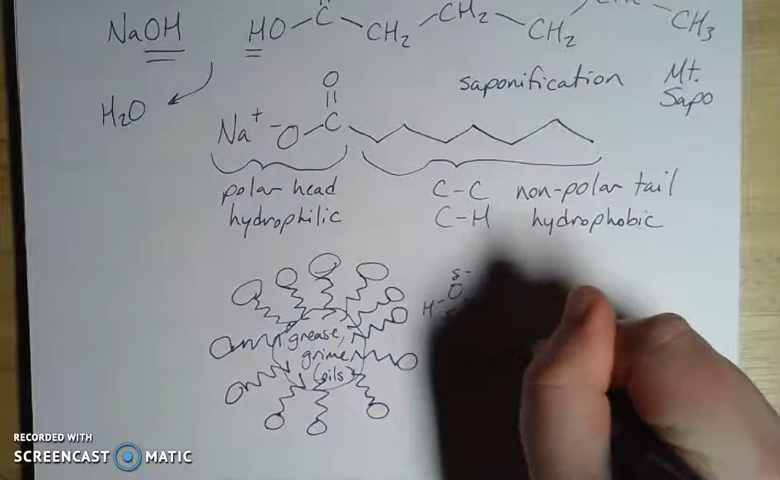 NaOH HO-C-CH2-CH2-CH2 CH3
saponification
Mt.
Sapo
H2O
O
Na+ -O-C
polar head
hydrophilic
C-C non-polar tail
C-H hydrophobic
δ-
O
H-
grease,
grime
(oils)
RECORDED WITH
SCREENCAST MATIC